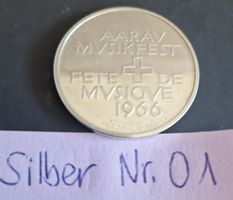 AARAV
MVSIKFEST
FETE DE
MVSIQVE
1966
Silber Nr. 01